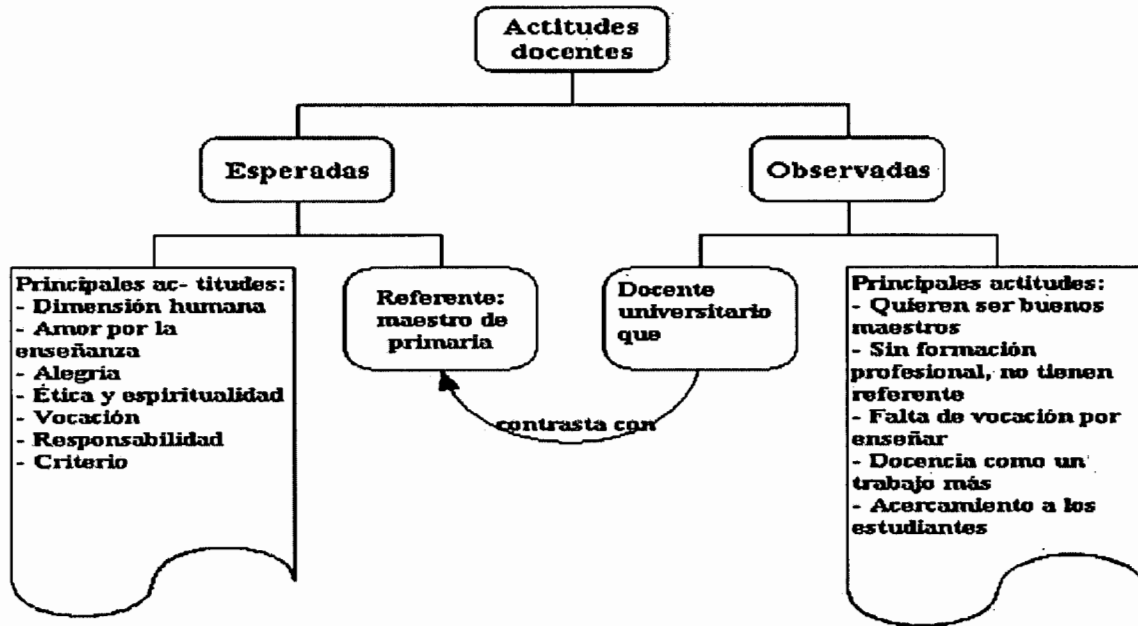 Actitudes
docentes
Esperadas
Observadas
Principales ac- titudes:
- Dimensión humana
- Amor por la
enseñanza
- Alegría
- Ética y espiritualidad
- Vocación
- Responsabilidad
- Criterio
Referente:
maestro de
primaria
Docente
universitario
que
contrasta con
Principales actitudes:
- Quieren ser buenos
maestros
- Sin formación
profesional, no tienen
referente
- Falta de vocación por
enseñar
- Docencia como un
trabajo más
- Acercamiento a los
estudiantes